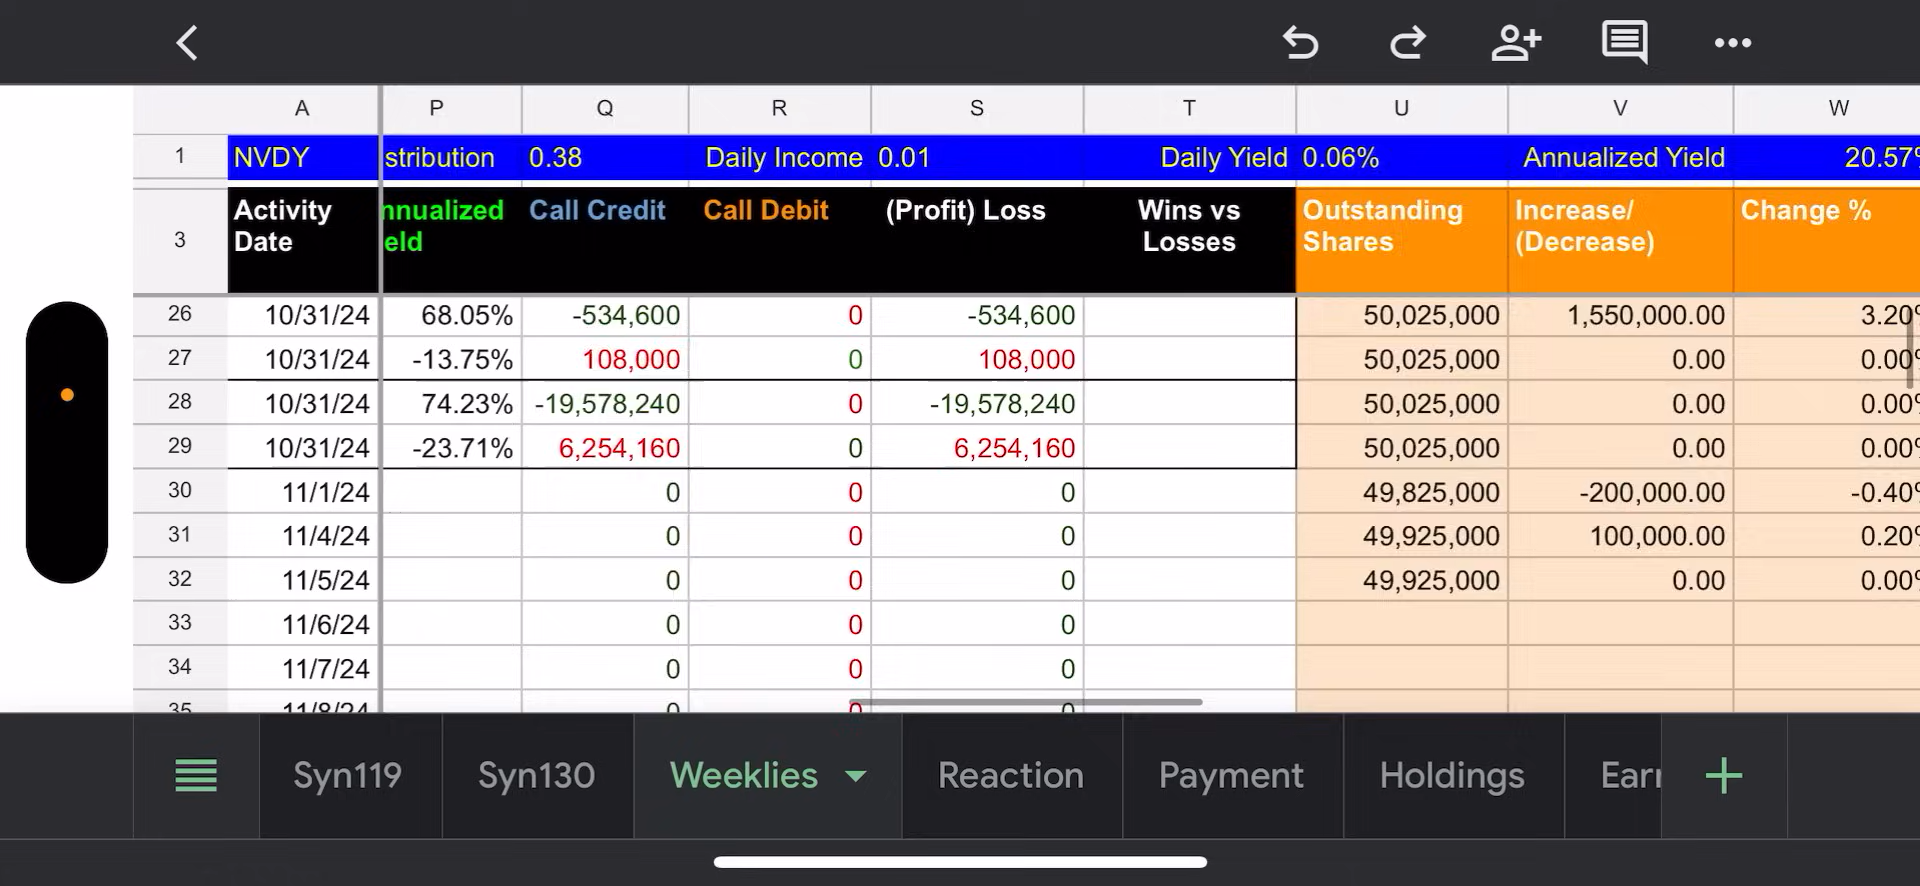 A P Q R S T U V W
1 NVDY stribution 0.38 Daily Income 0.01 Daily Yield 0.06% Annualized Yield 20.57%
3 Activity Date nnualized eld Call Credit Call Debit (Profit) Loss Wins vs Losses Outstanding Shares Increase/ (Decrease) Change %
26 10/31/24 68.05% -534,600 0 -534,600 50,025,000 1,550,000.00 3.20%
27 10/31/24 -13.75% 108,000 0 108,000 50,025,000 0.00 0.00%
28 10/31/24 74.23% -19,578,240 0 -19,578,240 50,025,000 0.00 0.00%
29 10/31/24 -23.71% 6,254,160 0 6,254,160 50,025,000 0.00 0.00%
30 11/1/24 0 0 0 49,825,000 -200,000.00 -0.40%
31 11/4/24 0 0 0 49,925,000 100,000.00 0.20%
32 11/5/24 0 0 0 49,925,000 0.00 0.00%
33 11/6/24 0 0 0
34 11/7/24 0 0 0
35 11/8/24 0 0 0
Syn119 Syn130 Weeklies Reaction Payment Holdings Earr